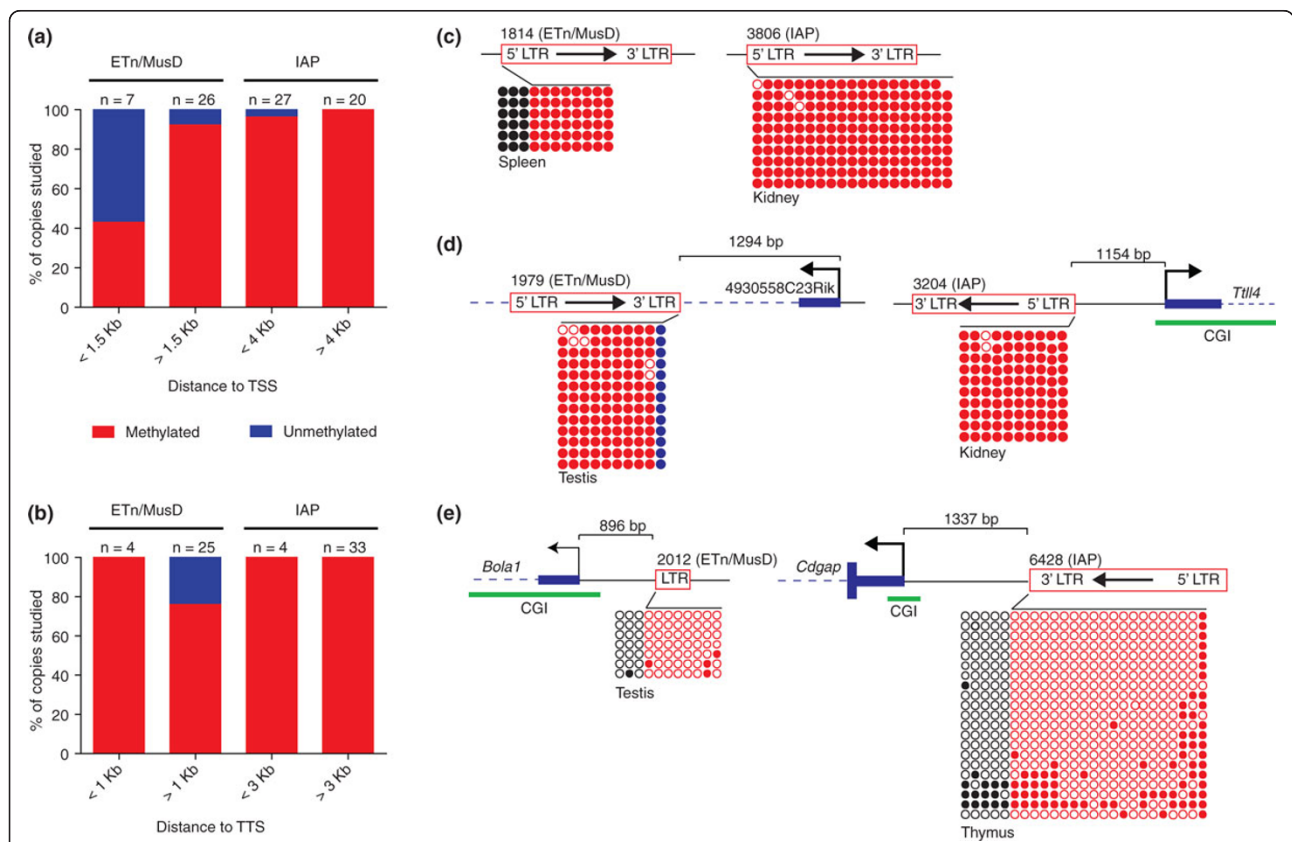 (a)
ETn/MusD IAP
n = 7 n = 26 n = 27 n = 20
100
80
60
40
20
0
% of copies studied
< 1.5 Kb > 1.5 Kb < 4 Kb > 4 Kb
Distance to TSS
Methylated Unmethylated
(b)
ETn/MusD IAP
n = 4 n = 25 n = 4 n = 33
100
80
60
40
20
0
% of copies studied
< 1 Kb > 1 Kb < 3 Kb > 3 Kb
Distance to TTS
(c)
1814 (ETn/MusD)
5' LTR 3' LTR
Spleen
3806 (IAP)
5' LTR 3' LTR
Kidney
(d)
1294 bp
1979 (ETn/MusD)
5' LTR 3' LTR
4930558C23Rik
Testis
1154 bp
3204 (IAP)
3' LTR 5' LTR
Ttll4
CGI
Kidney
(e)
896 bp
Bola1
2012 (ETn/MusD)
LTR
CGI
Testis
1337 bp
Cdgap
6428 (IAP)
3' LTR 5' LTR
CGI
Thymus